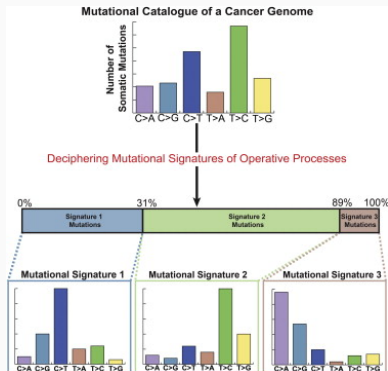 Mutational Catalogue of a Cancer Genome
Number of
Somatic Mutations
C>A C>G C>T T>A T>C T>G
Deciphering Mutational Signatures of Operative Processes
0% 31% 89% 100%
Signature 1
Mutations
Signature 2
Mutations
Signature 3
Mutations
Mutational Signature 1
C>A C>G C>T T>A T>C T>G
Mutational Signature 2
C>A C>G C>T T>A T>C T>G
Mutational Signature 3
C>A C>G C>T T>A T>C T>G